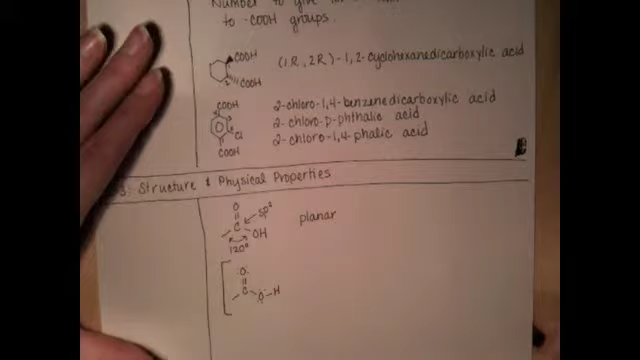 Number to give
to -COOH groups.
COOH
COOH
(1R, 2R)-1,2-cyclohexanedicarboxylic acid
COOH
Cl
COOH
2-chloro-1,4-benzenedicarboxylic acid
2-chloro-p-pthalic acid
2-chloro-1,4-phalic acid
3. Structure & Physical Properties
O
sp²
C
OH
120°
planar
:O:
C
O-H